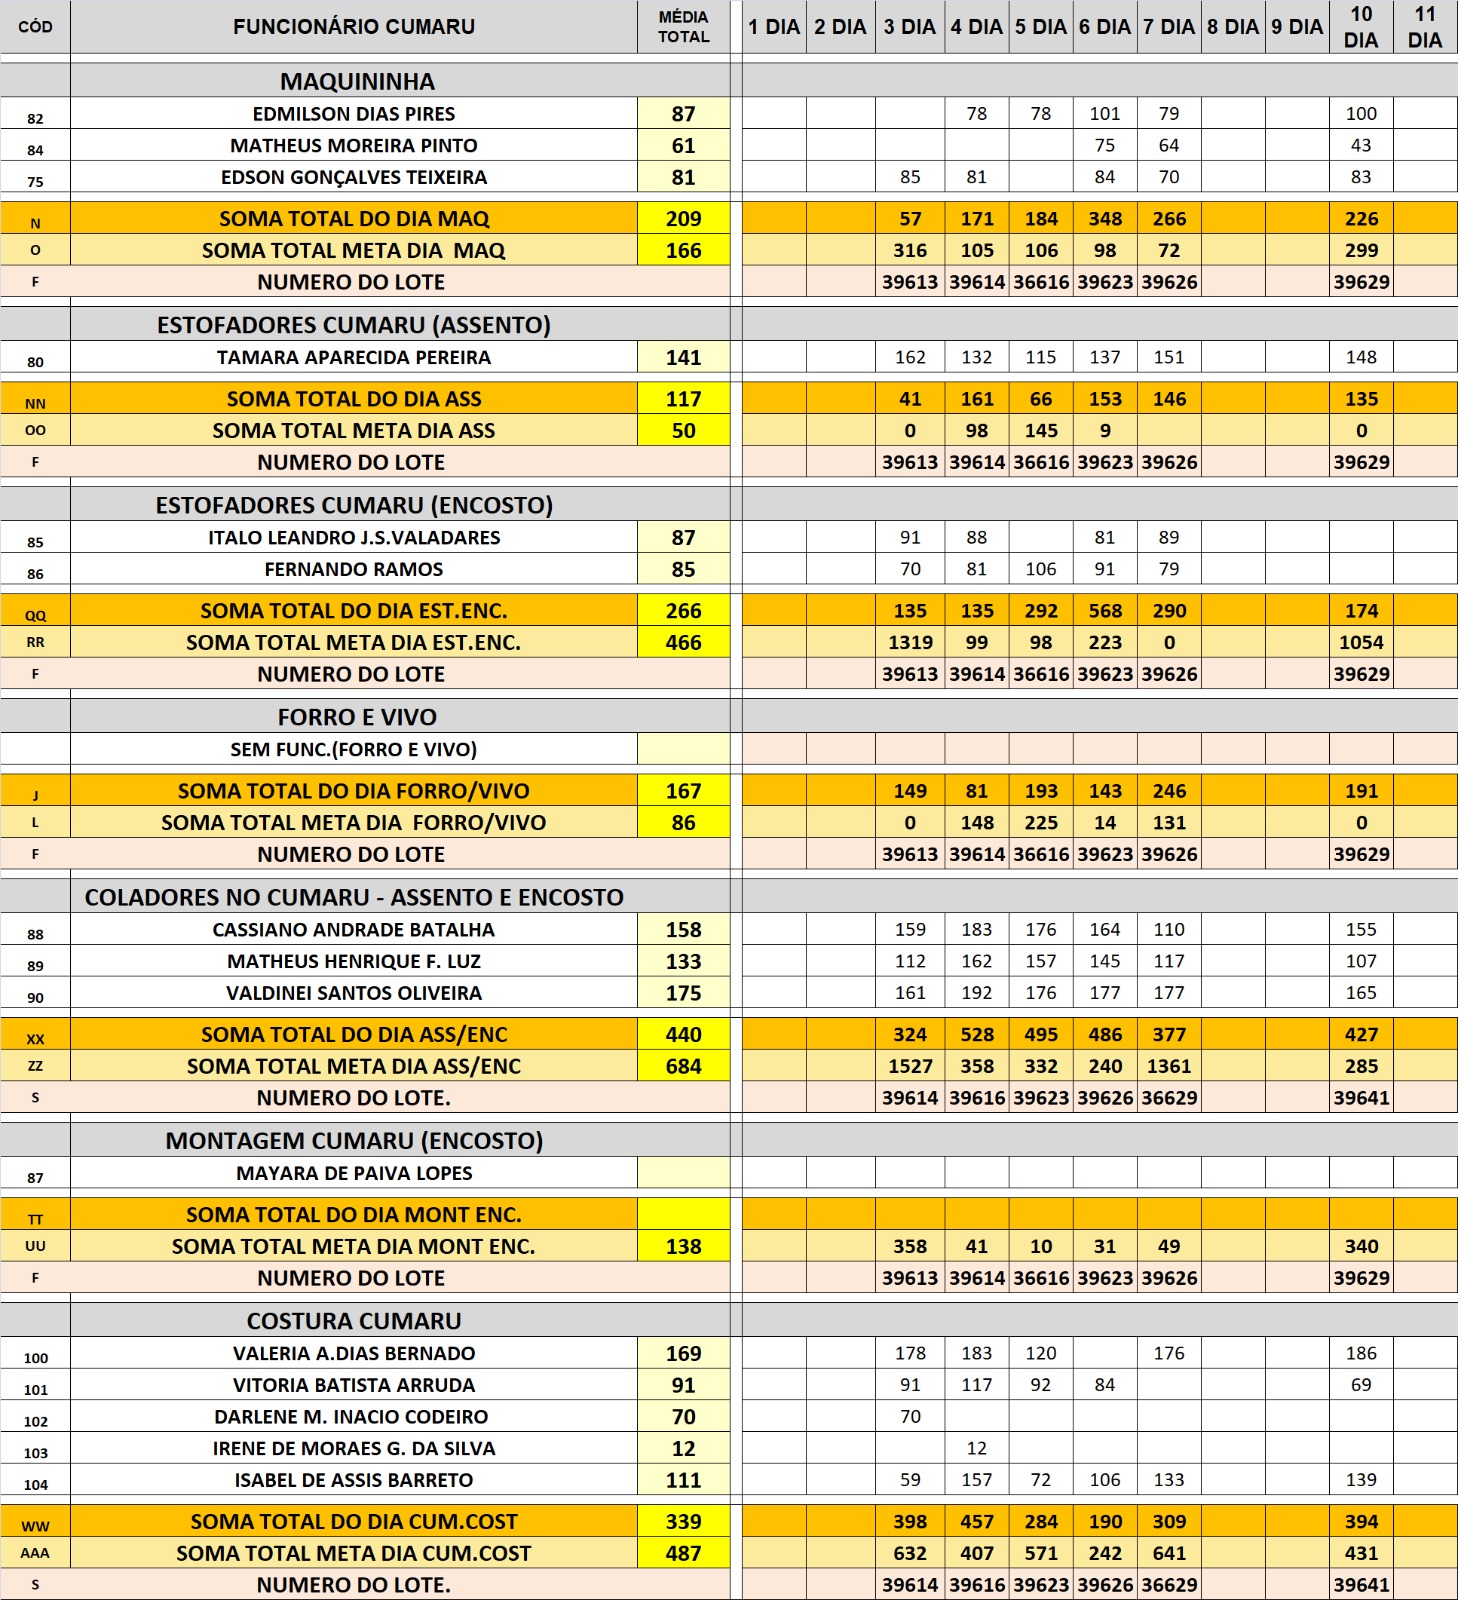 CÓD FUNCIONÁRIO CUMARU MÉDIA TOTAL 1 DIA 2 DIA 3 DIA 4 DIA 5 DIA 6 DIA 7 DIA 8 DIA 9 DIA 10 DIA 11 DIA
MAQUININHA
82 EDMILSON DIAS PIRES 87 78 78 101 79 100
84 MATHEUS MOREIRA PINTO 61 75 64 43
75 EDSON GONÇALVES TEIXEIRA 81 85 81 84 70 83
N SOMA TOTAL DO DIA MAQ 209 57 171 184 348 266 226
O SOMA TOTAL META DIA MAQ 166 316 105 106 98 72 299
F NUMERO DO LOTE 39613 39614 36616 39623 39626 39629
ESTOFADORES CUMARU (ASSENTO)
80 TAMARA APARECIDA PEREIRA 141 162 132 115 137 151 148
NN SOMA TOTAL DO DIA ASS 117 41 161 66 153 146 135
OO SOMA TOTAL META DIA ASS 50 0 98 145 9 0
F NUMERO DO LOTE 39613 39614 36616 39623 39626 39629
ESTOFADORES CUMARU (ENCOSTO)
85 ITALO LEANDRO J.S.VALADARES 87 91 88 81 89
86 FERNANDO RAMOS 85 70 81 106 91 79
QQ SOMA TOTAL DO DIA EST.ENC. 266 135 135 292 568 290 174
RR SOMA TOTAL META DIA EST.ENC. 466 1319 99 98 223 0 1054
F NUMERO DO LOTE 39613 39614 36616 39623 39626 39629
FORRO E VIVO
SEM FUNC.(FORRO E VIVO)
J SOMA TOTAL DO DIA FORRO/VIVO 167 149 81 193 143 246 191
L SOMA TOTAL META DIA FORRO/VIVO 86 0 148 225 14 131 0
F NUMERO DO LOTE 39613 39614 36616 39623 39626 39629
COLADORES NO CUMARU - ASSENTO E ENCOSTO
88 CASSIANO ANDRADE BATALHA 158 159 183 176 164 110 155
89 MATHEUS HENRIQUE F. LUZ 133 112 162 157 145 117 107
90 VALDINEI SANTOS OLIVEIRA 175 161 192 176 177 177 165
XX SOMA TOTAL DO DIA ASS/ENC 440 324 528 495 486 377 427
ZZ SOMA TOTAL META DIA ASS/ENC 684 1527 358 332 240 1361 285
S NUMERO DO LOTE. 39614 39616 39623 39626 36629 39641
MONTAGEM CUMARU (ENCOSTO)
87 MAYARA DE PAIVA LOPES
TT SOMA TOTAL DO DIA MONT ENC.
UU SOMA TOTAL META DIA MONT ENC. 138 358 41 10 31 49 340
F NUMERO DO LOTE 39613 39614 36616 39623 39626 39629
COSTURA CUMARU
100 VALERIA A.DIAS BERNADO 169 178 183 120 176 186
101 VITORIA BATISTA ARRUDA 91 91 117 92 84 69
102 DARLENE M. INACIO CODEIRO 70 70
103 IRENE DE MORAES G. DA SILVA 12 12
104 ISABEL DE ASSIS BARRETO 111 59 157 72 106 133 139
WW SOMA TOTAL DO DIA CUM.COST 339 398 457 284 190 309 394
AAA SOMA TOTAL META DIA CUM.COST 487 632 407 571 242 641 431
S NUMERO DO LOTE. 39614 39616 39623 39626 36629 39641